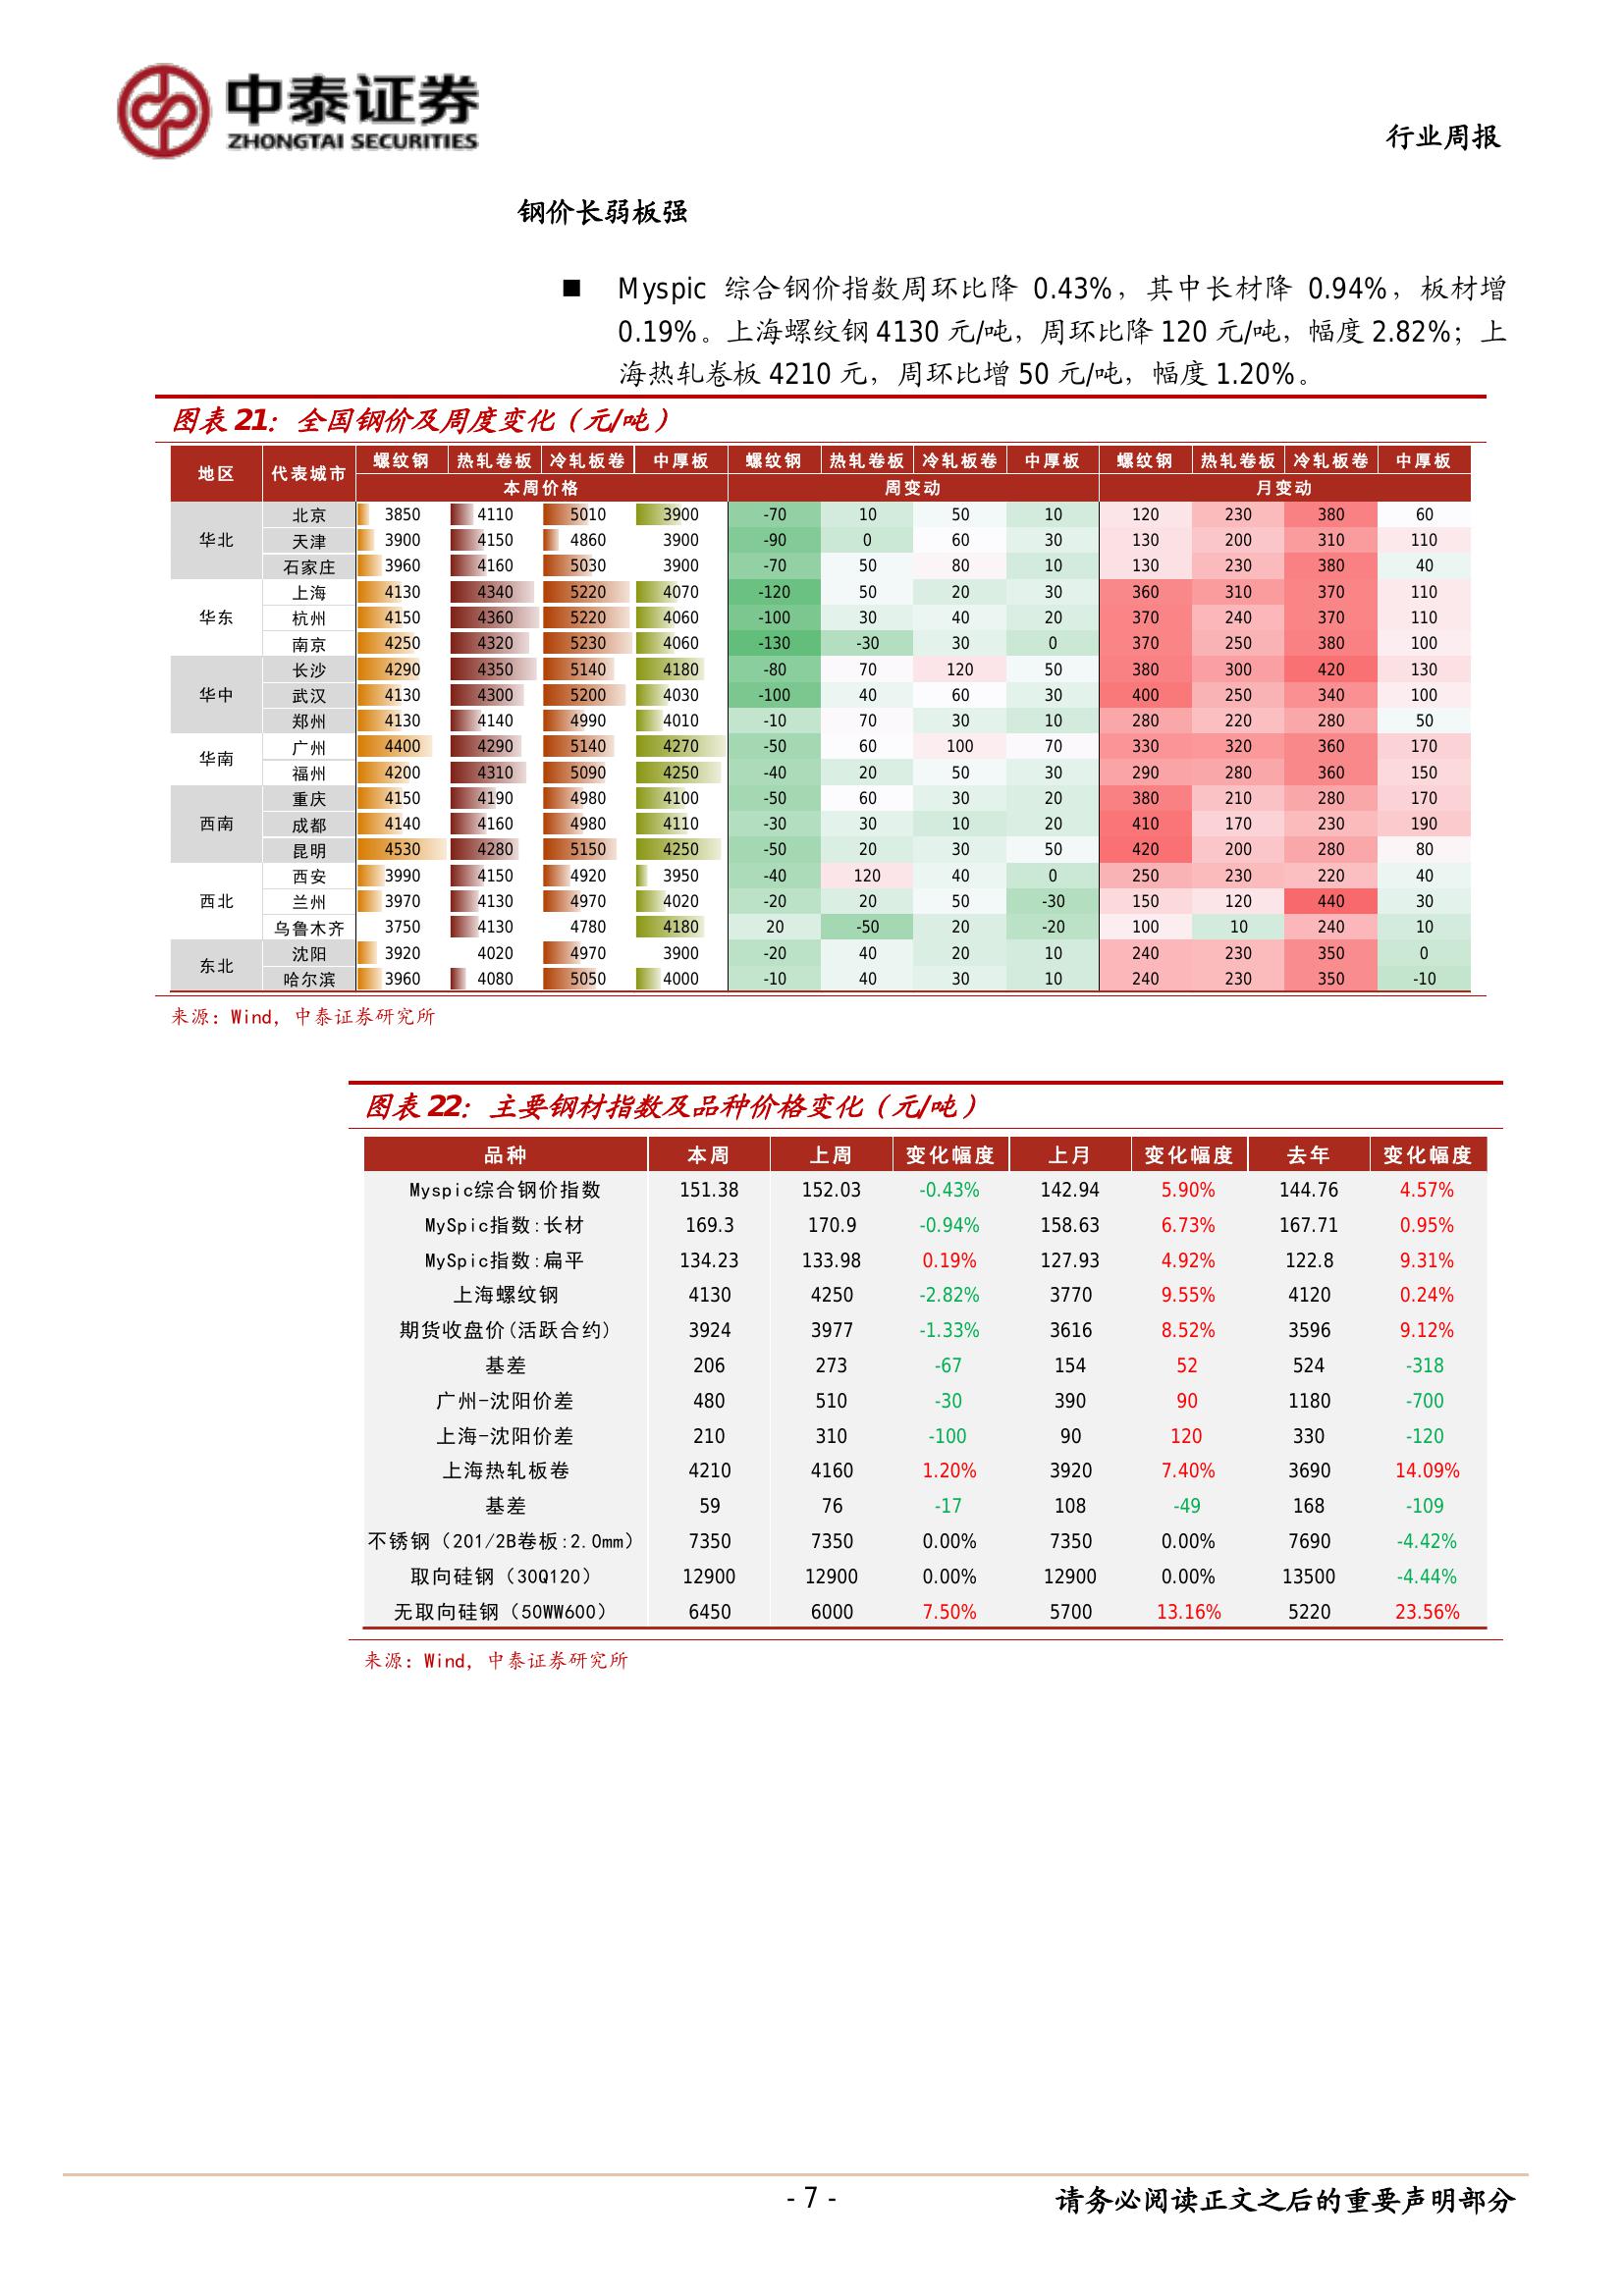 中泰证券
ZHONGTAI SECURITIES
行业周报
钢价长弱板强
■ Myspic 综合钢价指数周环比降 0.43%，其中长材降 0.94%，板材增
0.19%。上海螺纹钢 4130 元/吨，周环比降 120 元/吨，幅度 2.82%；上
海热轧卷板 4210 元，周环比增 50 元/吨，幅度 1.20%。
图表 21：全国钢价及周度变化（元/吨）
地区 代表城市 螺纹钢 热轧卷板 冷轧板卷 中厚板 螺纹钢 热轧卷板 冷轧板卷 中厚板 螺纹钢 热轧卷板 冷轧板卷 中厚板
本周价格 周变动 月变动
华北 北京 3850 4110 5010 3900 -70 10 50 10 120 230 380 60
天津 3900 4150 4860 3900 -90 0 60 30 130 200 310 110
石家庄 3960 4160 5030 3900 -70 50 80 10 130 230 380 40
华东 上海 4130 4340 5220 4070 -120 50 20 30 360 310 370 110
杭州 4150 4360 5220 4060 -100 30 40 20 370 240 370 110
南京 4250 4320 5230 4060 -130 -30 30 0 370 250 380 100
华中 长沙 4290 4350 5140 4180 -80 70 120 50 380 300 420 130
武汉 4130 4300 5200 4030 -100 40 60 30 400 250 340 100
郑州 4130 4140 4990 4010 -10 70 30 10 280 220 280 50
华南 广州 4400 4290 5140 4270 -50 60 100 70 330 320 360 170
福州 4200 4310 5090 4250 -40 20 50 30 290 280 360 150
西南 重庆 4150 4190 4980 4100 -50 60 30 20 380 210 280 170
成都 4140 4160 4980 4110 -30 30 10 20 410 170 230 190
昆明 4530 4280 5150 4250 -50 20 30 50 420 200 280 80
西北 西安 3990 4150 4920 3950 -40 120 40 0 250 230 220 40
兰州 3970 4130 4970 4020 -20 20 50 -30 150 120 440 30
乌鲁木齐 3750 4130 4780 4180 20 -50 20 -20 100 10 240 10
东北 沈阳 3920 4020 4970 3900 -20 40 20 10 240 230 350 0
哈尔滨 3960 4080 5050 4000 -10 40 30 10 240 230 350 -10
来源：Wind，中泰证券研究所
图表 22：主要钢材指数及品种价格变化（元/吨）
品种 本周 上周 变化幅度 上月 变化幅度 去年 变化幅度
Myspic综合钢价指数 151.38 152.03 -0.43% 142.94 5.90% 144.76 4.57%
MySpic指数:长材 169.3 170.9 -0.94% 158.63 6.73% 167.71 0.95%
MySpic指数:扁平 134.23 133.98 0.19% 127.93 4.92% 122.8 9.31%
上海螺纹钢 4130 4250 -2.82% 3770 9.55% 4120 0.24%
期货收盘价(活跃合约) 3924 3977 -1.33% 3616 8.52% 3596 9.12%
基差 206 273 -67 154 52 524 -318
广州-沈阳价差 480 510 -30 390 90 1180 -700
上海-沈阳价差 210 310 -100 90 120 330 -120
上海热轧板卷 4210 4160 1.20% 3920 7.40% 3690 14.09%
基差 59 76 -17 108 -49 168 -109
不锈钢（201/2B卷板:2.0mm） 7350 7350 0.00% 7350 0.00% 7690 -4.42%
取向硅钢（30Q120） 12900 12900 0.00% 12900 0.00% 13500 -4.44%
无取向硅钢（50WW600） 6450 6000 7.50% 5700 13.16% 5220 23.56%
来源：Wind，中泰证券研究所
- 7 -
请务必阅读正文之后的重要声明部分